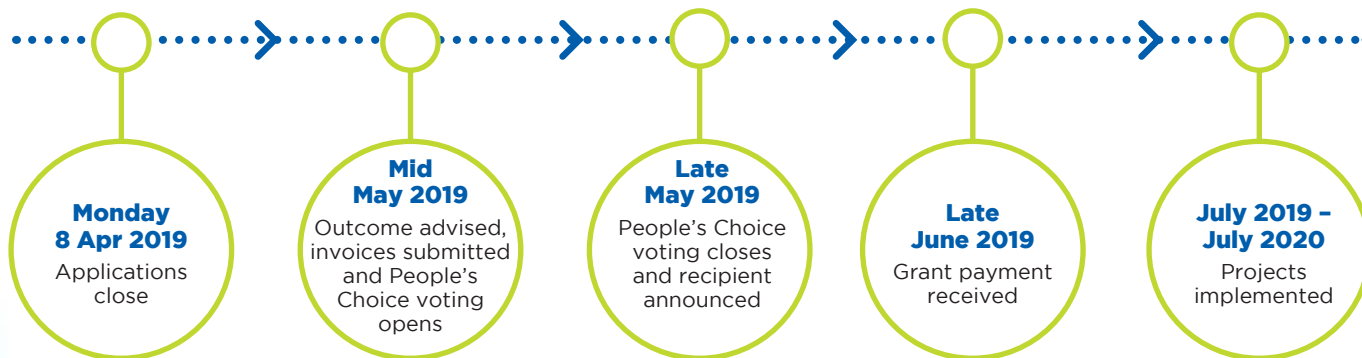 Monday
8 Apr 2019
Applications
close
Mid
May 2019
Outcome advised,
invoices submitted
and People’s
Choice voting
opens
Late
May 2019
People’s Choice
voting closes
and recipient
announced
Late
June 2019
Grant payment
received
July 2019 –
July 2020
Projects
implemented